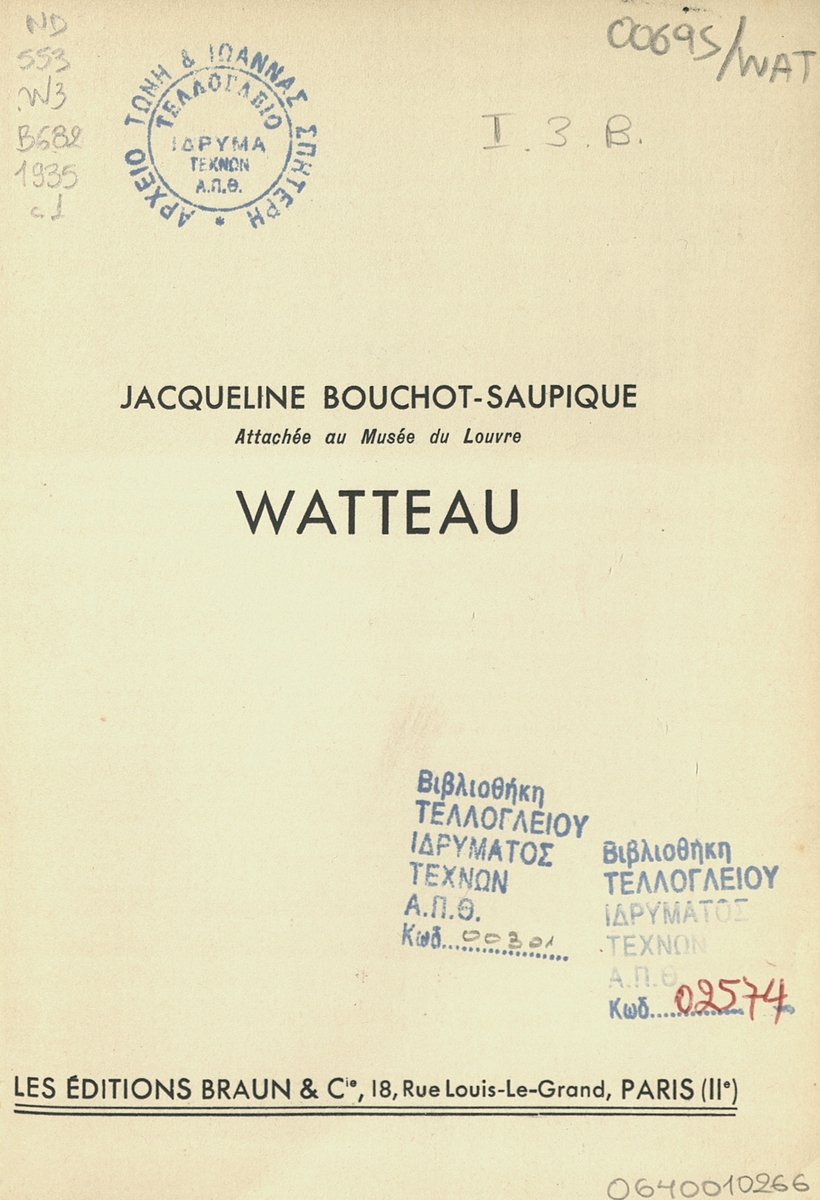 ND
553
.W3
B682
1935
c.1
ΑΡΧΕΙΟ ΤΩΝΗ & ΙΩΑΝΝΑΣ ΣΠΗΤΕΡΗ *
ΤΕΛΛΟΓΛΕΙΟ
ΙΔΡΥΜΑ
ΤΕΧΝΩΝ
Α.Π.Θ.
00695/WAT
I.3.B.
JACQUELINE BOUCHOT-SAUPIQUE
Attachée au Musée du Louvre
WATTEAU
Βιβλιοθήκη
ΤΕΛΛΟΓΛΕΙΟΥ
ΙΔΡΥΜΑΤΟΣ
ΤΕΧΝΩΝ
Α.Π.Θ.
Κωδ....00301
Βιβλιοθήκη
ΤΕΛΛΟΓΛΕΙΟΥ
ΙΔΡΥΜΑΤΟΣ
ΤΕΧΝΩΝ
Α.Π.Θ
Κωδ....02574
LES ÉDITIONS BRAUN & Cie, 18, Rue Louis-Le-Grand, PARIS (IIe)
0640010266